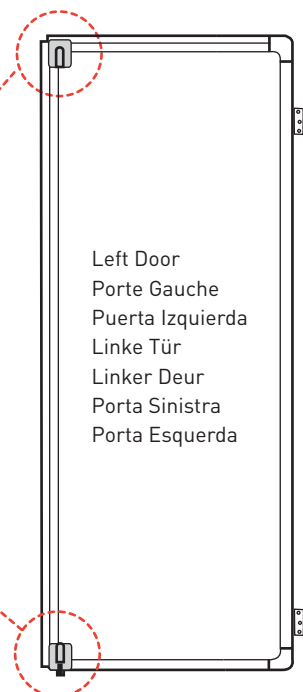 Left Door
Porte Gauche
Puerta Izquierda
Linke Tür
Linker Deur
Porta Sinistra
Porta Esquerda